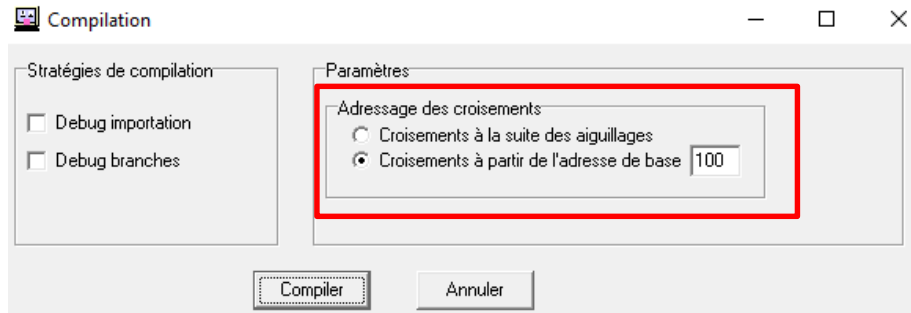 Compilation
Stratégies de compilation
Debug importation
Debug branches
Paramètres
Adressage des croisements
Croisements à la suite des aiguillages
Croisements à partir de l'adresse de base 100
Compiler
Annuler